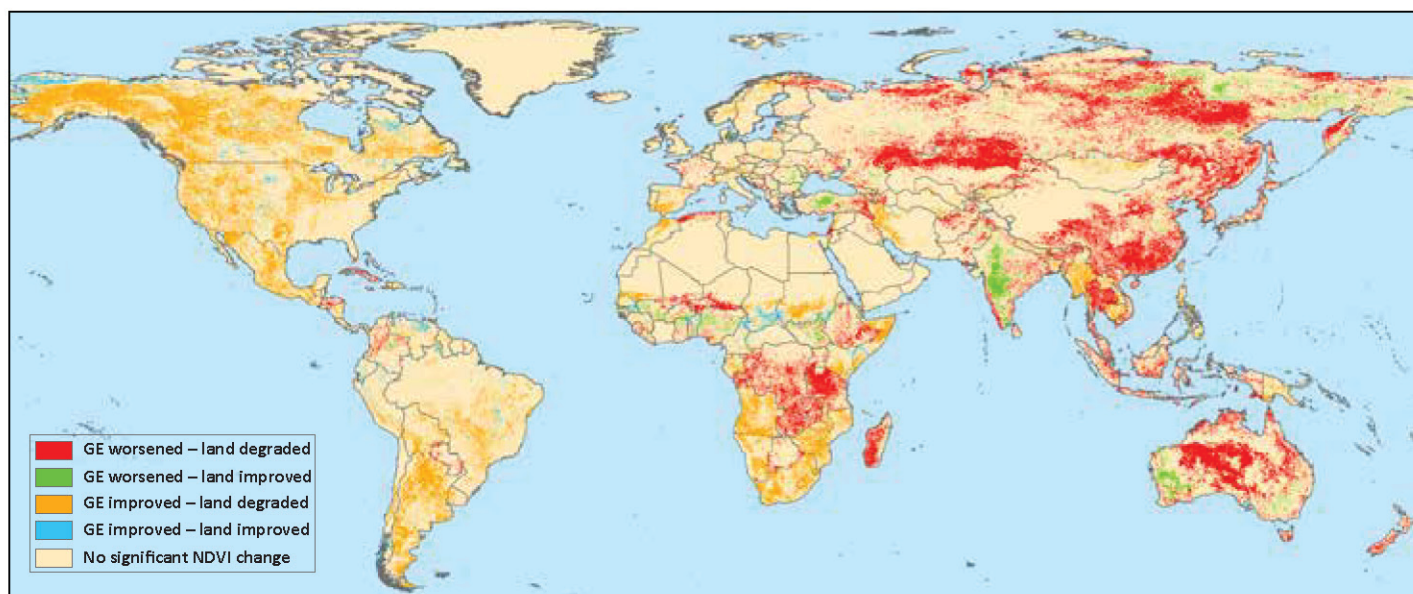 GE worsened – land degraded
GE worsened – land improved
GE improved – land degraded
GE improved – land improved
No significant NDVI change